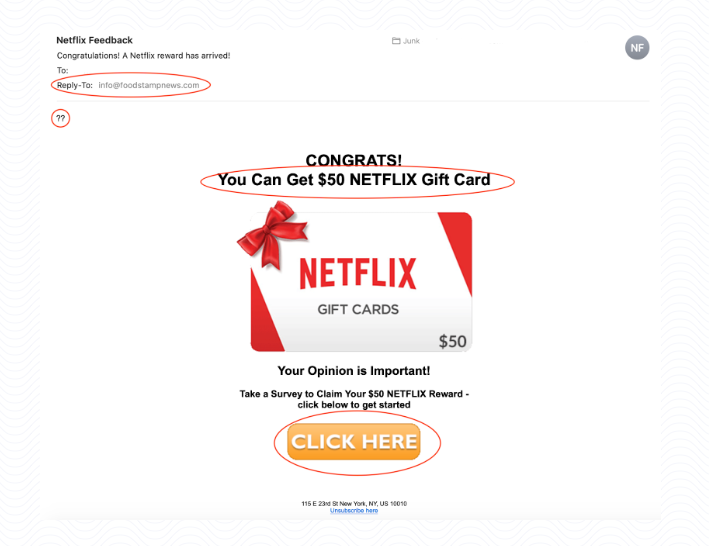 Netflix Feedback
Junk
NF
Congratulations! A Netflix reward has arrived!
To:
Reply-To: info@foodstampnews.com
??
CONGRATS!
You Can Get $50 NETFLIX Gift Card
NETFLIX
GIFT CARDS
$50
Your Opinion is Important!
Take a Survey to Claim Your $50 NETFLIX Reward -
click below to get started
CLICK HERE
115 E 23rd St New York, NY, US 10010
Unsubscribe here